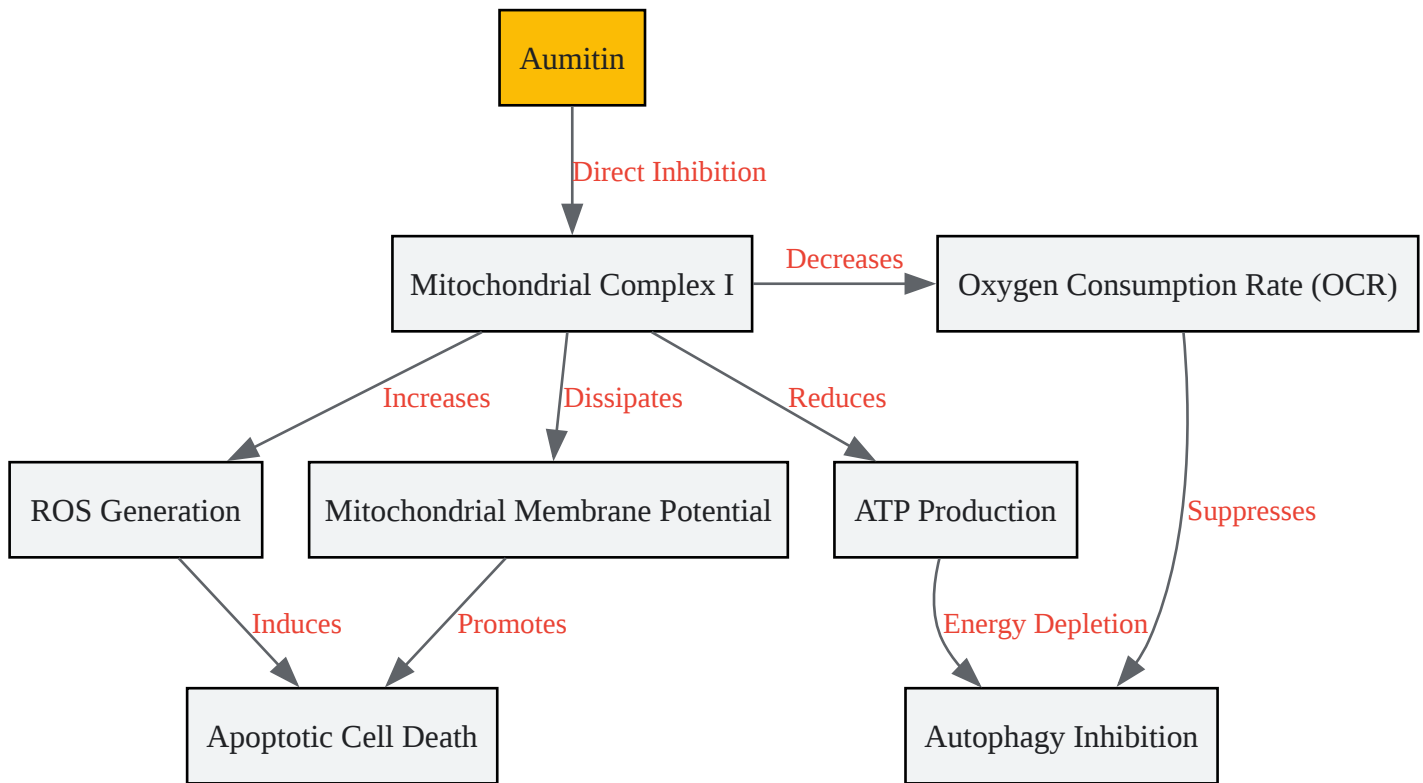 Aumitin
Direct Inhibition
Decreases
Mitochondrial Complex I
Oxygen Consumption Rate (OCR)
Increases
Dissipates
Reduces
ROS Generation
Mitochondrial Membrane Potential
ATP Production
Suppresses
Induces
Promotes
Energy Depletion
Apoptotic Cell Death
Autophagy Inhibition